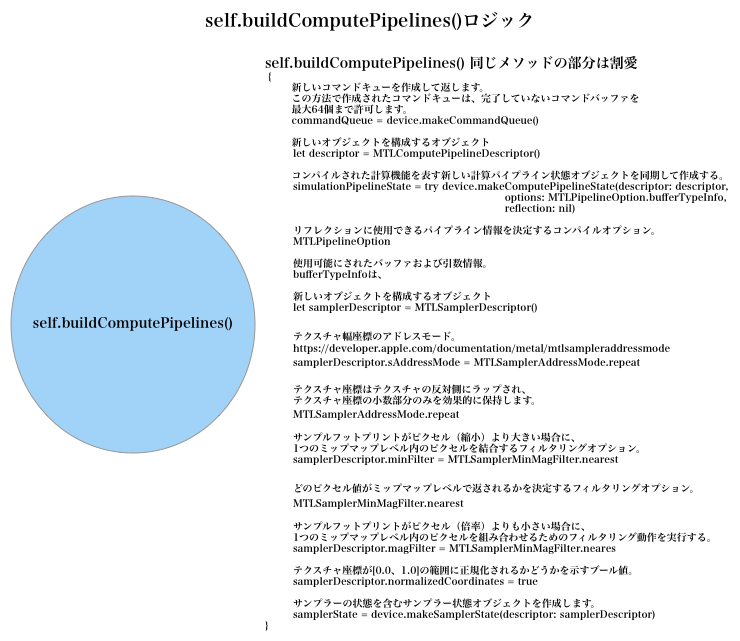 self.buildComputePipelines()ロジック
self.buildComputePipelines() 同じメソッドの部分は割愛
{
新しいコマンドキューを作成して返します。
この方法で作成されたコマンドキューは、完了していないコマンドバッファを
最大64個まで許可します。
commandQueue = device.makeCommandQueue()
新しいオブジェクトを構成するオブジェクト
let descriptor = MTLComputePipelineDescriptor()
コンパイルされた計算機能を表す新しい計算パイプライン状態オブジェクトを同期して作成する。
simulationPipelineState = try device.makeComputePipelineState(descriptor: descriptor,
options: MTLPipelineOption.bufferTypeInfo,
reflection: nil)
リフレクションに使用できるパイプライン情報を決定するコンパイルオプション。
MTLPipelineOption
使用可能にされたバッファおよび引数情報。
bufferTypeInfoは、
新しいオブジェクトを構成するオブジェクト
let samplerDescriptor = MTLSamplerDescriptor()
self.buildComputePipelines()
テクスチャ幅座標のアドレスモード。
https://developer.apple.com/documentation/metal/mtlsampleraddressmode
samplerDescriptor.sAddressMode = MTLSamplerAddressMode.repeat
テクスチャ座標はテクスチャの反対側にラップされ、
テクスチャ座標の小数部分のみを効果的に保持します。
MTLSamplerAddressMode.repeat
サンプルフットプリントがピクセル（縮小）より大きい場合に、
1つのミップマップレベル内のピクセルを結合するフィルタリングオプション。
samplerDescriptor.minFilter = MTLSamplerMinMagFilter.nearest
どのピクセル値がミップマップレベルで返されるかを決定するフィルタリングオプション。
MTLSamplerMinMagFilter.nearest
サンプルフットプリントがピクセル（倍率）よりも小さい場合に、
1つのミップマップレベル内のピクセルを組み合わせるためのフィルタリング動作を実行する。
samplerDescriptor.magFilter = MTLSamplerMinMagFilter.neares
テクスチャ座標が[0.0、1.0]の範囲に正規化されるかどうかを示すブール値。
samplerDescriptor.normalizedCoordinates = true
サンプラーの状態を含むサンプラー状態オブジェクトを作成します。
samplerState = device.makeSamplerState(descriptor: samplerDescriptor)
}